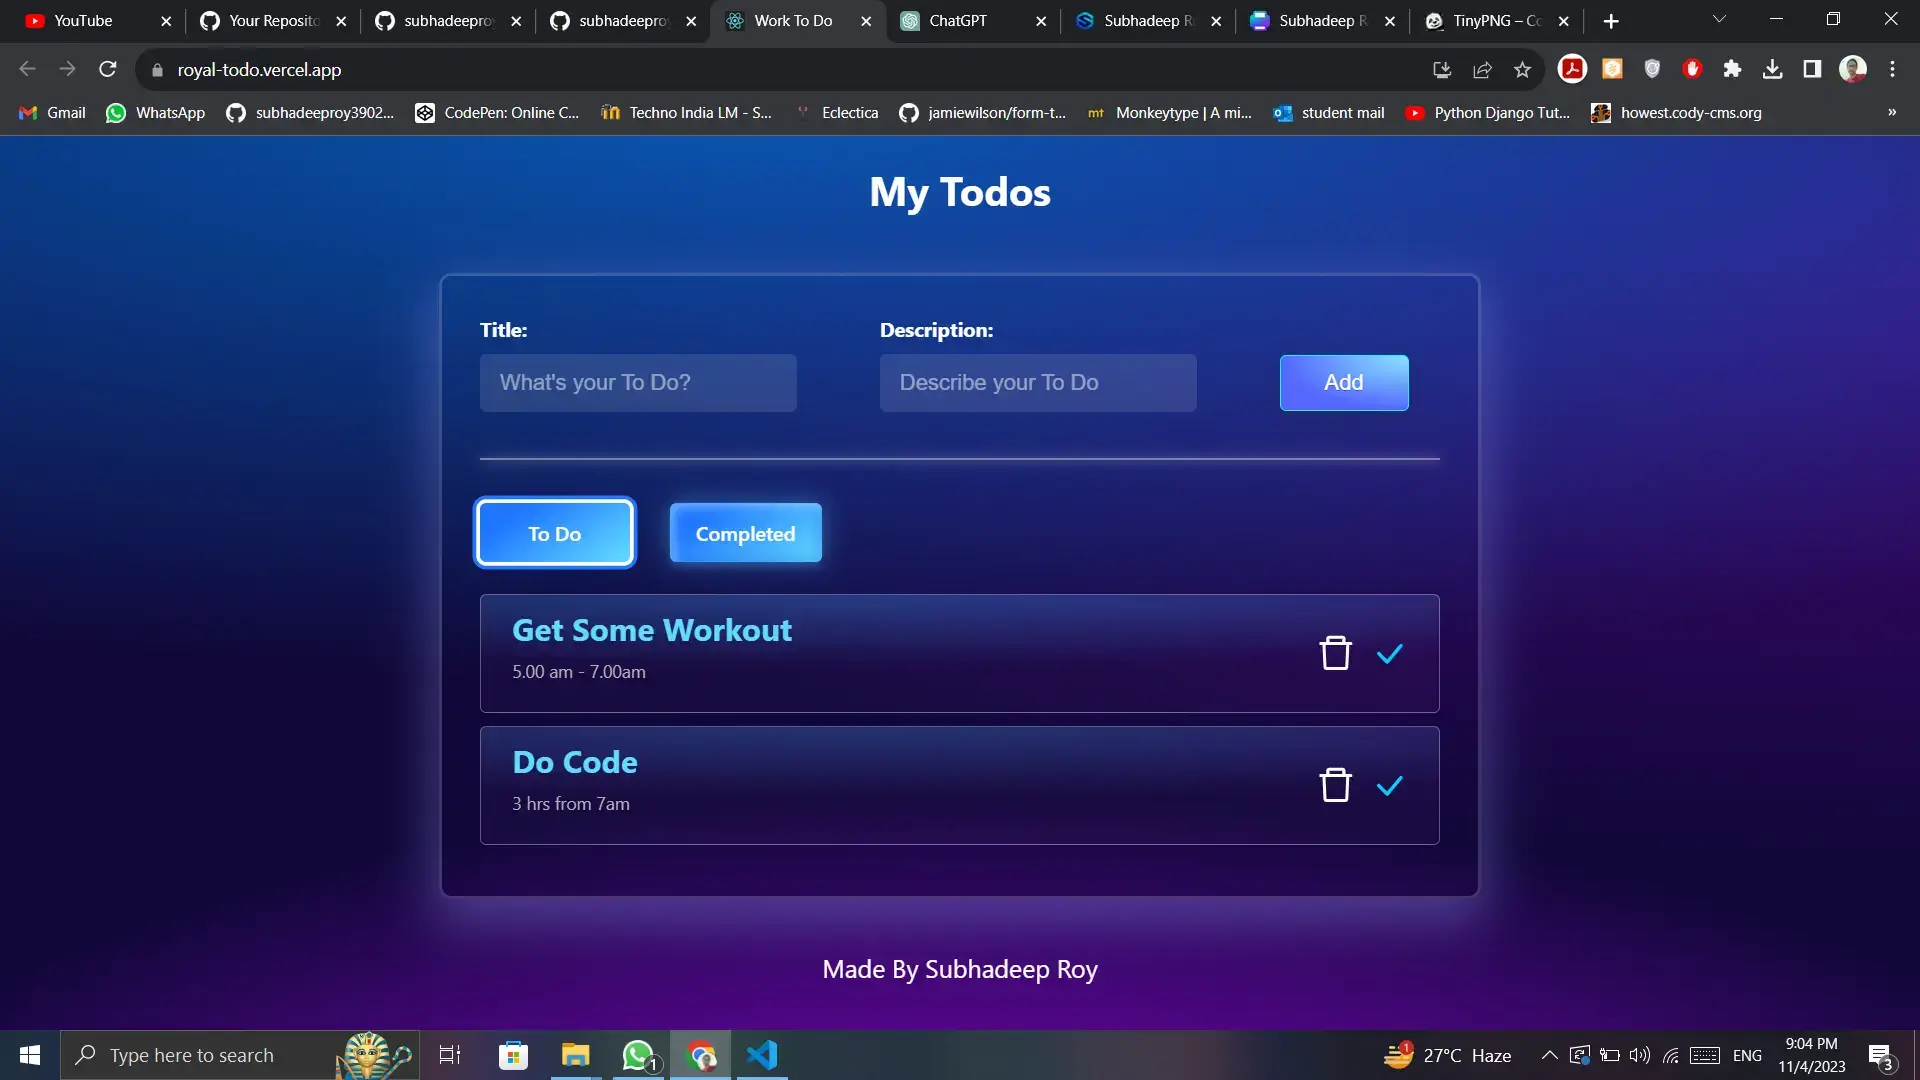 YouTube
Your Reposito
subhadeepro
subhadeepro
Work To Do
ChatGPT
Subhadeep R
Subhadeep R
TinyPNG – Co
royal-todo.vercel.app
Gmail
WhatsApp
subhadeeproy3902...
CodePen: Online C...
Techno India LM - S...
Eclectica
jamiewilson/form-t...
mt
Monkeytype | A mi...
student mail
Python Django Tut...
howest.cody-cms.org
»
My Todos
Title:
Description:
What's your To Do?
Describe your To Do
Add
To Do
Completed
Get Some Workout
5.00 am - 7.00am
Do Code
3 hrs from 7am
Made By Subhadeep Roy
Type here to search
1
1
27°C Haze
ENG
9:04 PM
11/4/2023
3